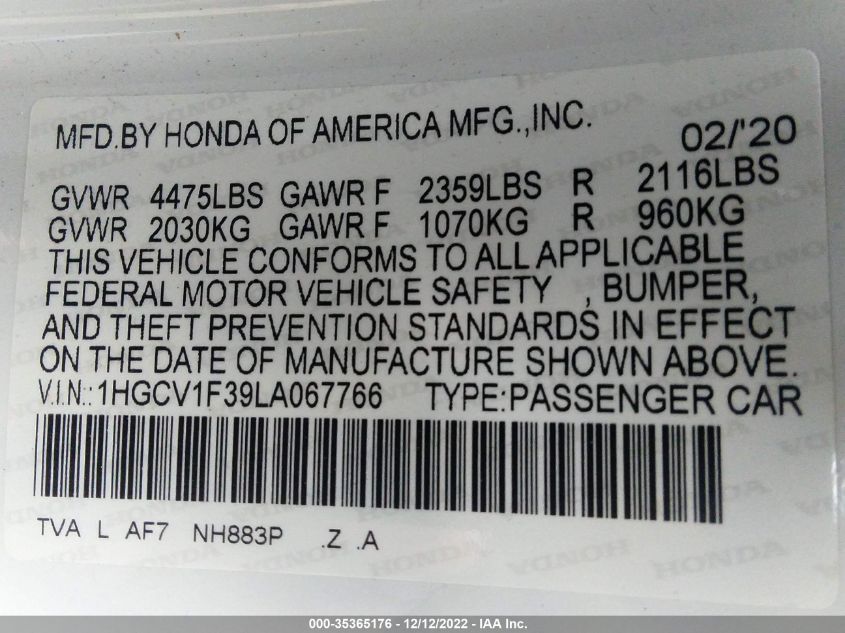 MFD.BY HONDA OF AMERICA MFG.,INC. 02/'20
GVWR 4475LBS GAWR F 2359LBS R 2116LBS
GVWR 2030KG GAWR F 1070KG R 960KG
THIS VEHICLE CONFORMS TO ALL APPLICABLE
FEDERAL MOTOR VEHICLE SAFETY , BUMPER,
AND THEFT PREVENTION STANDARDS IN EFFECT
ON THE DATE OF MANUFACTURE SHOWN ABOVE.
V.I.N.:1HGCV1F39LA067766 TYPE:PASSENGER CAR
TVA L AF7 NH883P .Z .A
000-35365176 - 12/12/2022 - IAA Inc.